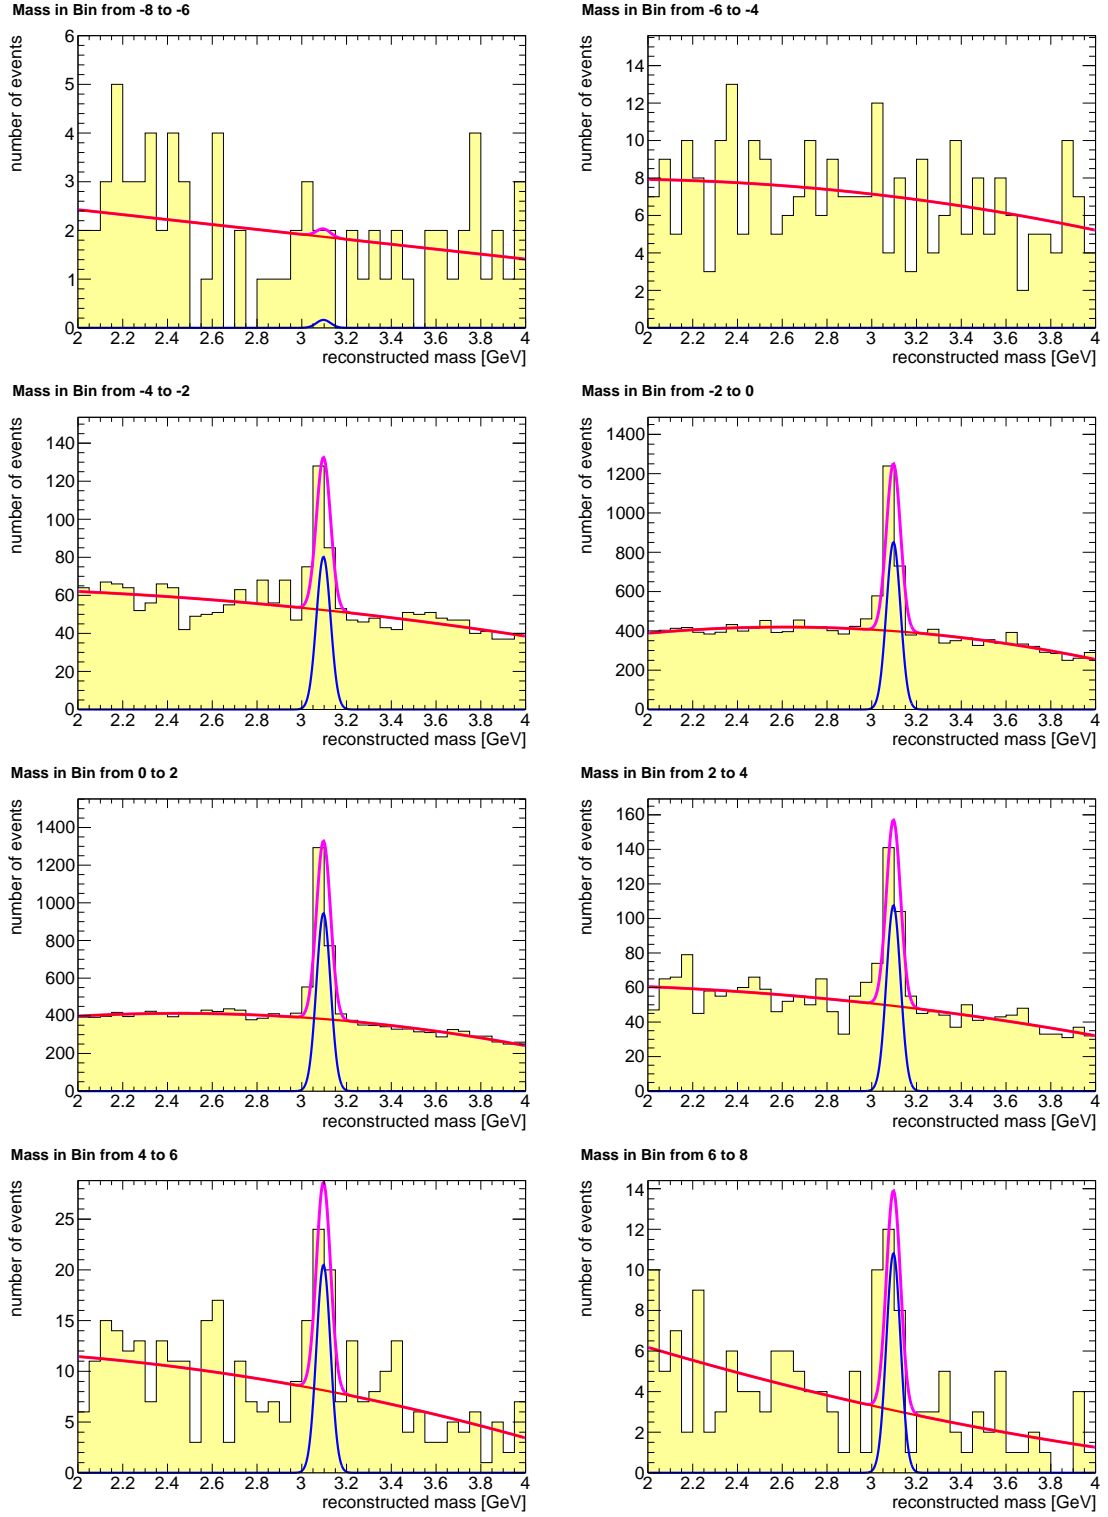 Mass in Bin from -8 to -6
number of events
0 1 2 3 4 5 6
2 2.2 2.4 2.6 2.8 3 3.2 3.4 3.6 3.8 4
reconstructed mass [GeV]
Mass in Bin from -6 to -4
number of events
0 2 4 6 8 10 12 14
2 2.2 2.4 2.6 2.8 3 3.2 3.4 3.6 3.8 4
reconstructed mass [GeV]
Mass in Bin from -4 to -2
number of events
0 20 40 60 80 100 120 140
2 2.2 2.4 2.6 2.8 3 3.2 3.4 3.6 3.8 4
reconstructed mass [GeV]
Mass in Bin from -2 to 0
number of events
0 200 400 600 800 1000 1200 1400
2 2.2 2.4 2.6 2.8 3 3.2 3.4 3.6 3.8 4
reconstructed mass [GeV]
Mass in Bin from 0 to 2
number of events
0 200 400 600 800 1000 1200 1400
2 2.2 2.4 2.6 2.8 3 3.2 3.4 3.6 3.8 4
reconstructed mass [GeV]
Mass in Bin from 2 to 4
number of events
0 20 40 60 80 100 120 140 160
2 2.2 2.4 2.6 2.8 3 3.2 3.4 3.6 3.8 4
reconstructed mass [GeV]
Mass in Bin from 4 to 6
number of events
0 5 10 15 20 25
2 2.2 2.4 2.6 2.8 3 3.2 3.4 3.6 3.8 4
reconstructed mass [GeV]
Mass in Bin from 6 to 8
number of events
0 2 4 6 8 10 12 14
2 2.2 2.4 2.6 2.8 3 3.2 3.4 3.6 3.8 4
reconstructed mass [GeV]